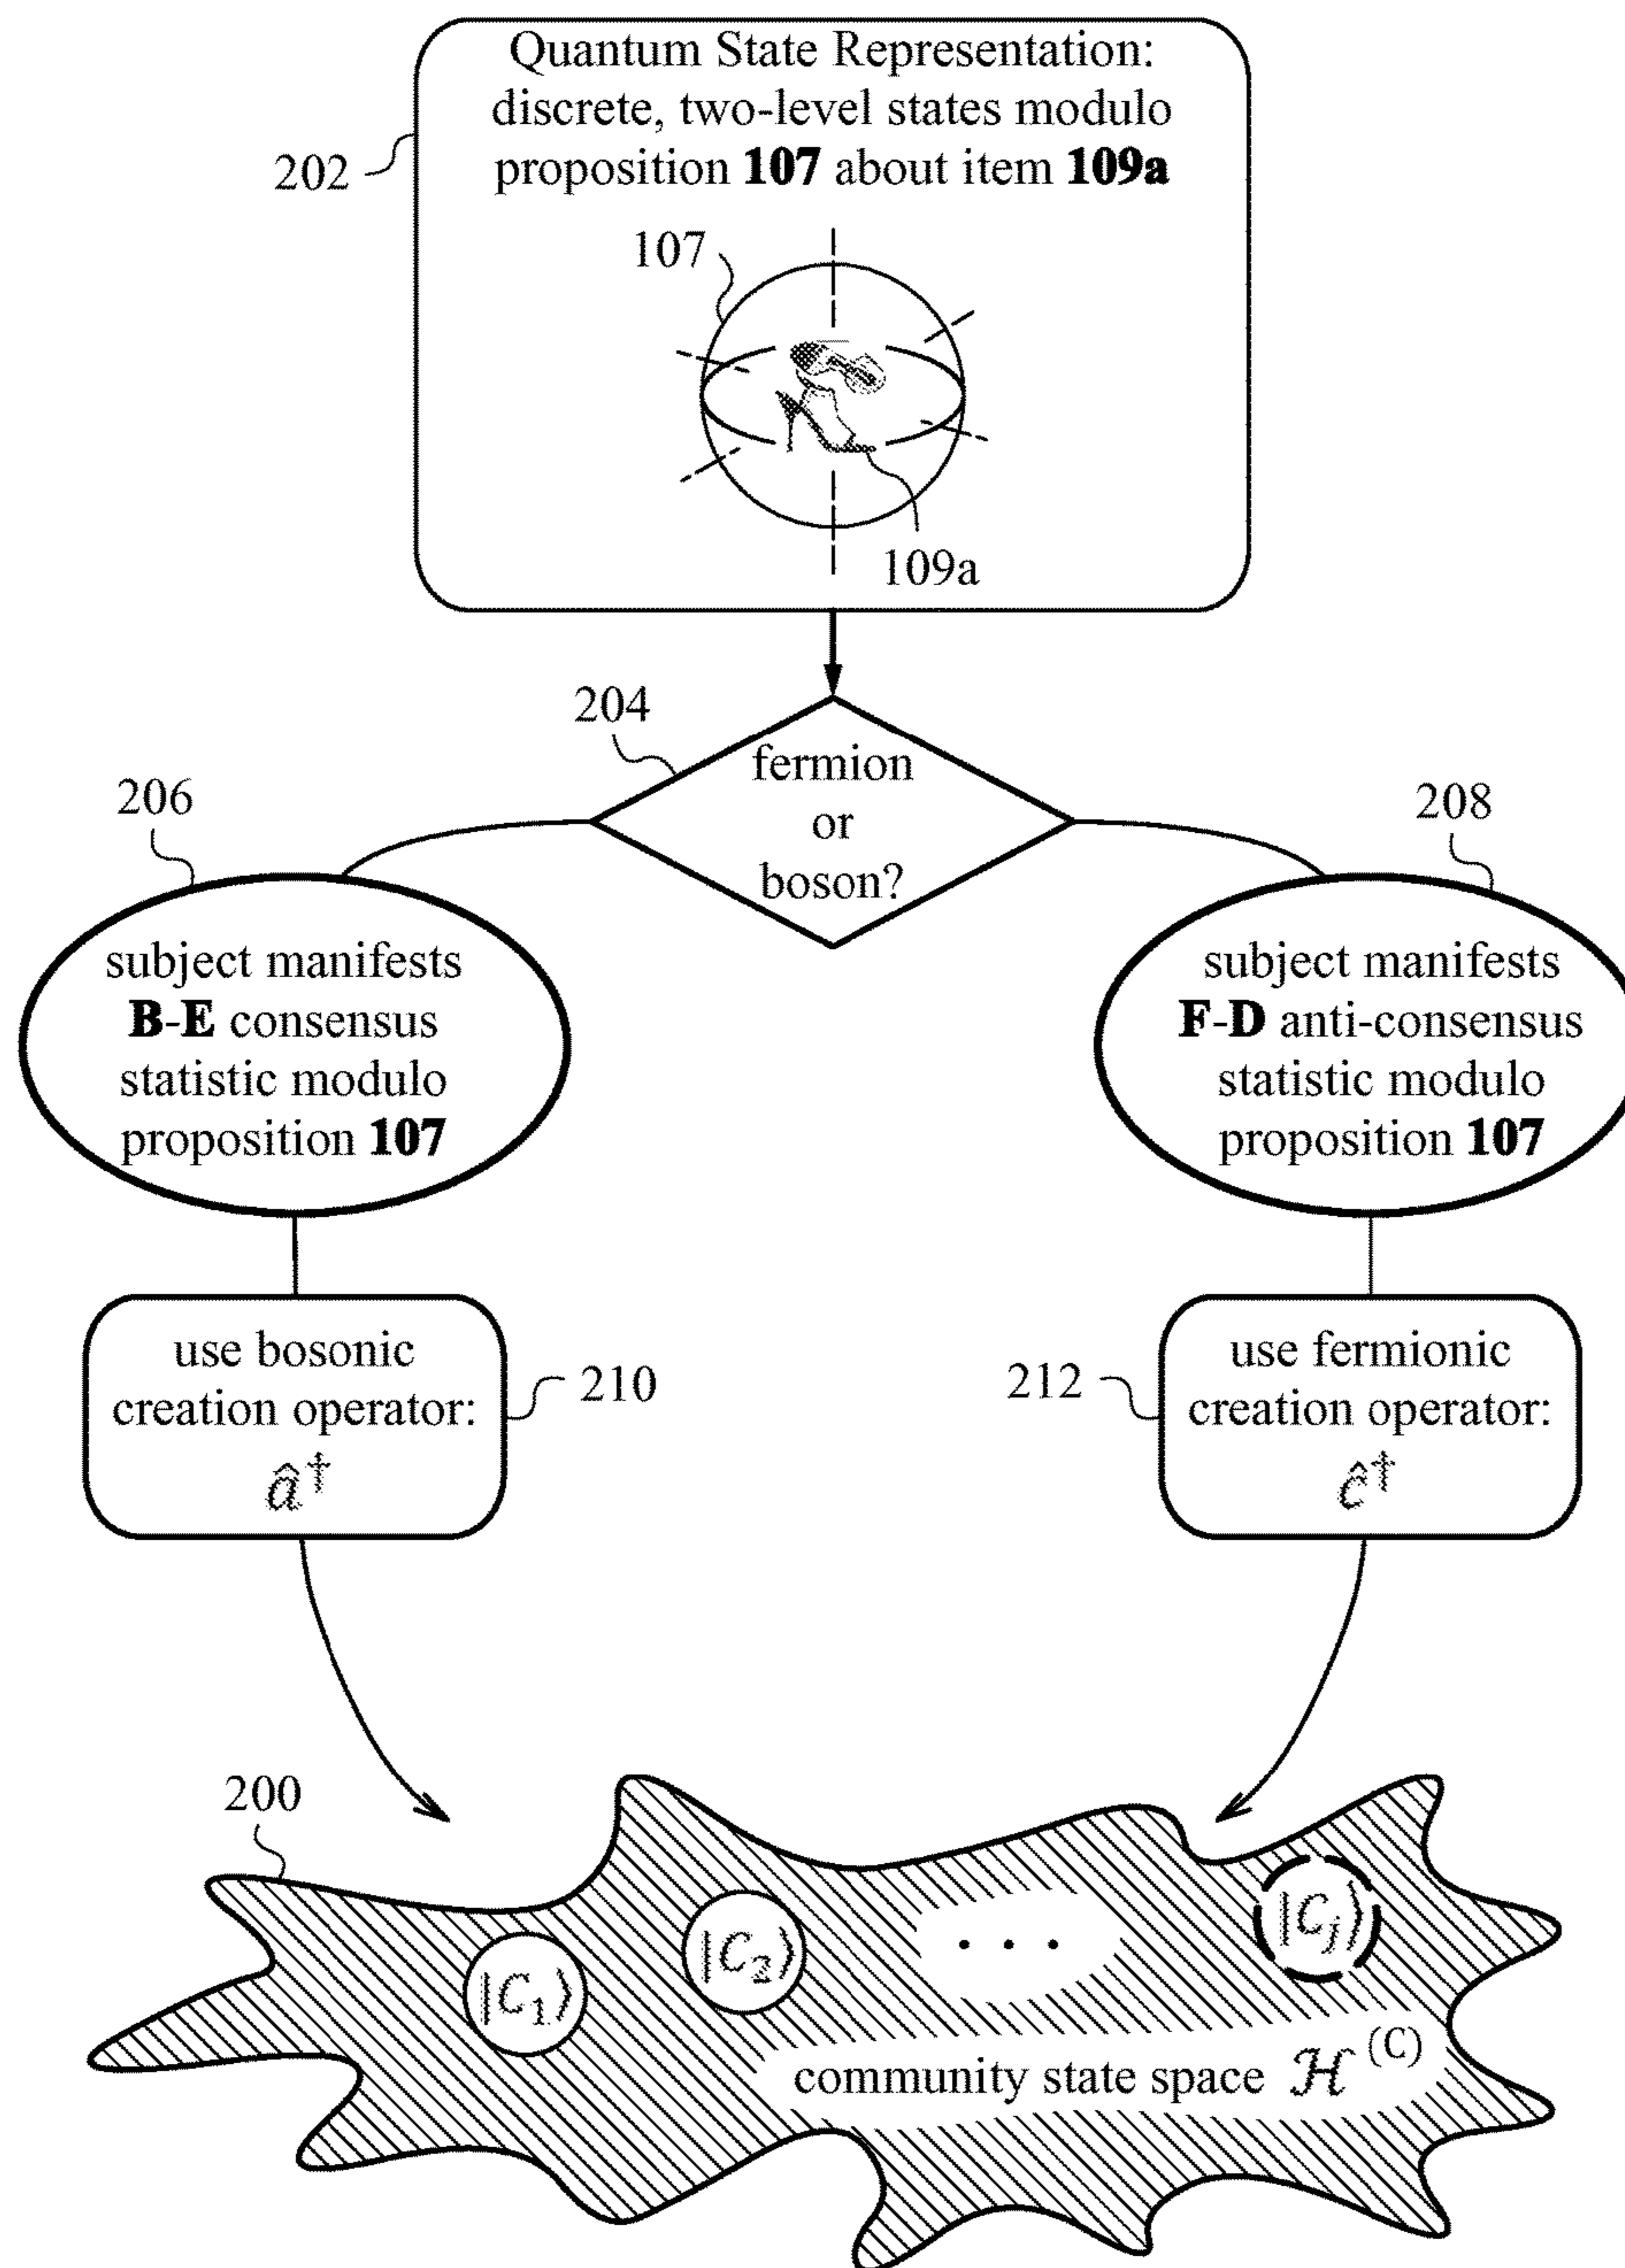 Quantum State Representation:
discrete, two-level states modulo
proposition 107 about item 109a
202
107
109a
204
fermion
or
boson?
206
208
subject manifests
B-E consensus
statistic modulo
proposition 107
subject manifests
F-D anti-consensus
statistic modulo
proposition 107
use bosonic
creation operator:
â†
210
212
use fermionic
creation operator:
ĉ†
200
|C₁⟩
|C₂⟩
• • •
|Cⱼ⟩
community state space ℋ⁽ᶜ⁾